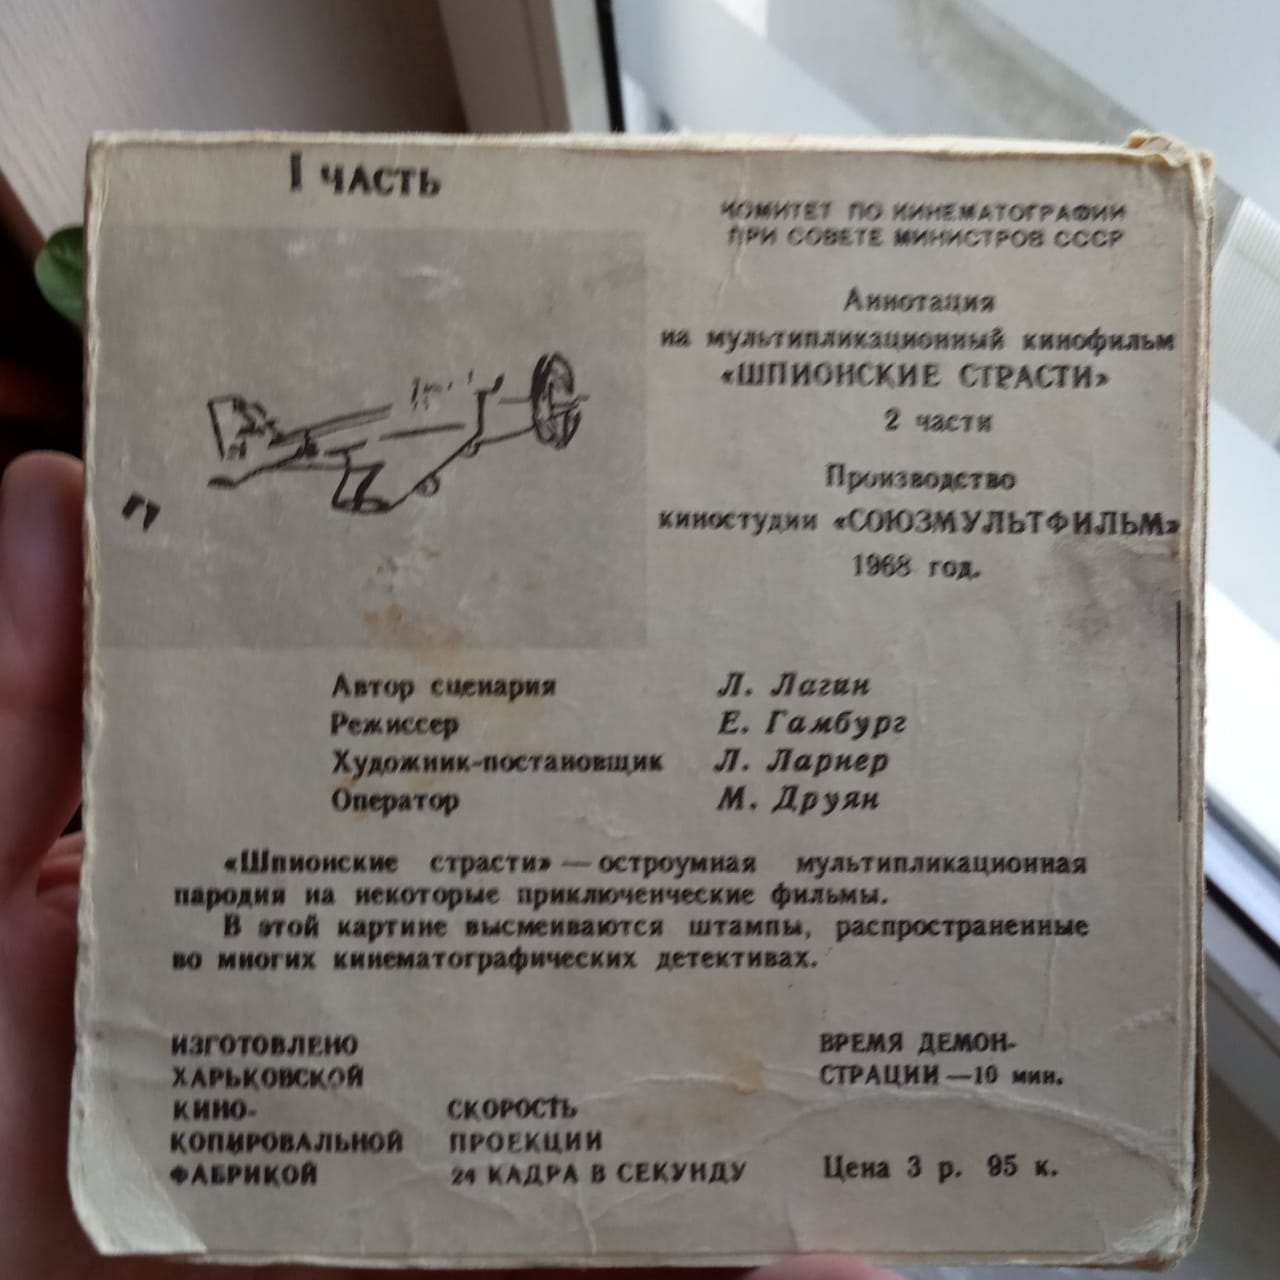 I ЧАСТЬ
КОМИТЕТ ПО КИНЕМАТОГРАФИИ
ПРИ СОВЕТЕ МИНИСТРОВ СССР
Аннотация
на мультипликационный кинофильм
«ШПИОНСКИЕ СТРАСТИ»
2 части
Производство
киностудии «СОЮЗМУЛЬТФИЛЬМ»
1968 год.
Автор сценария Л. Лагин
Режиссер Е. Гамбург
Художник-постановщик Л. Ларнер
Оператор М. Друян
«Шпионские страсти» — остроумная мультипликационная
пародия на некоторые приключенческие фильмы.
В этой картине высмеиваются штампы, распространенные
во многих кинематографических детективах.
ИЗГОТОВЛЕНО
ХАРЬКОВСКОЙ
КИНО-
КОПИРОВАЛЬНОЙ
ФАБРИКОЙ
СКОРОСТЬ
ПРОЕКЦИИ
24 КАДРА В СЕКУНДУ
ВРЕМЯ ДЕМОН-
СТРАЦИИ — 10 мин.
Цена 3 р. 95 к.